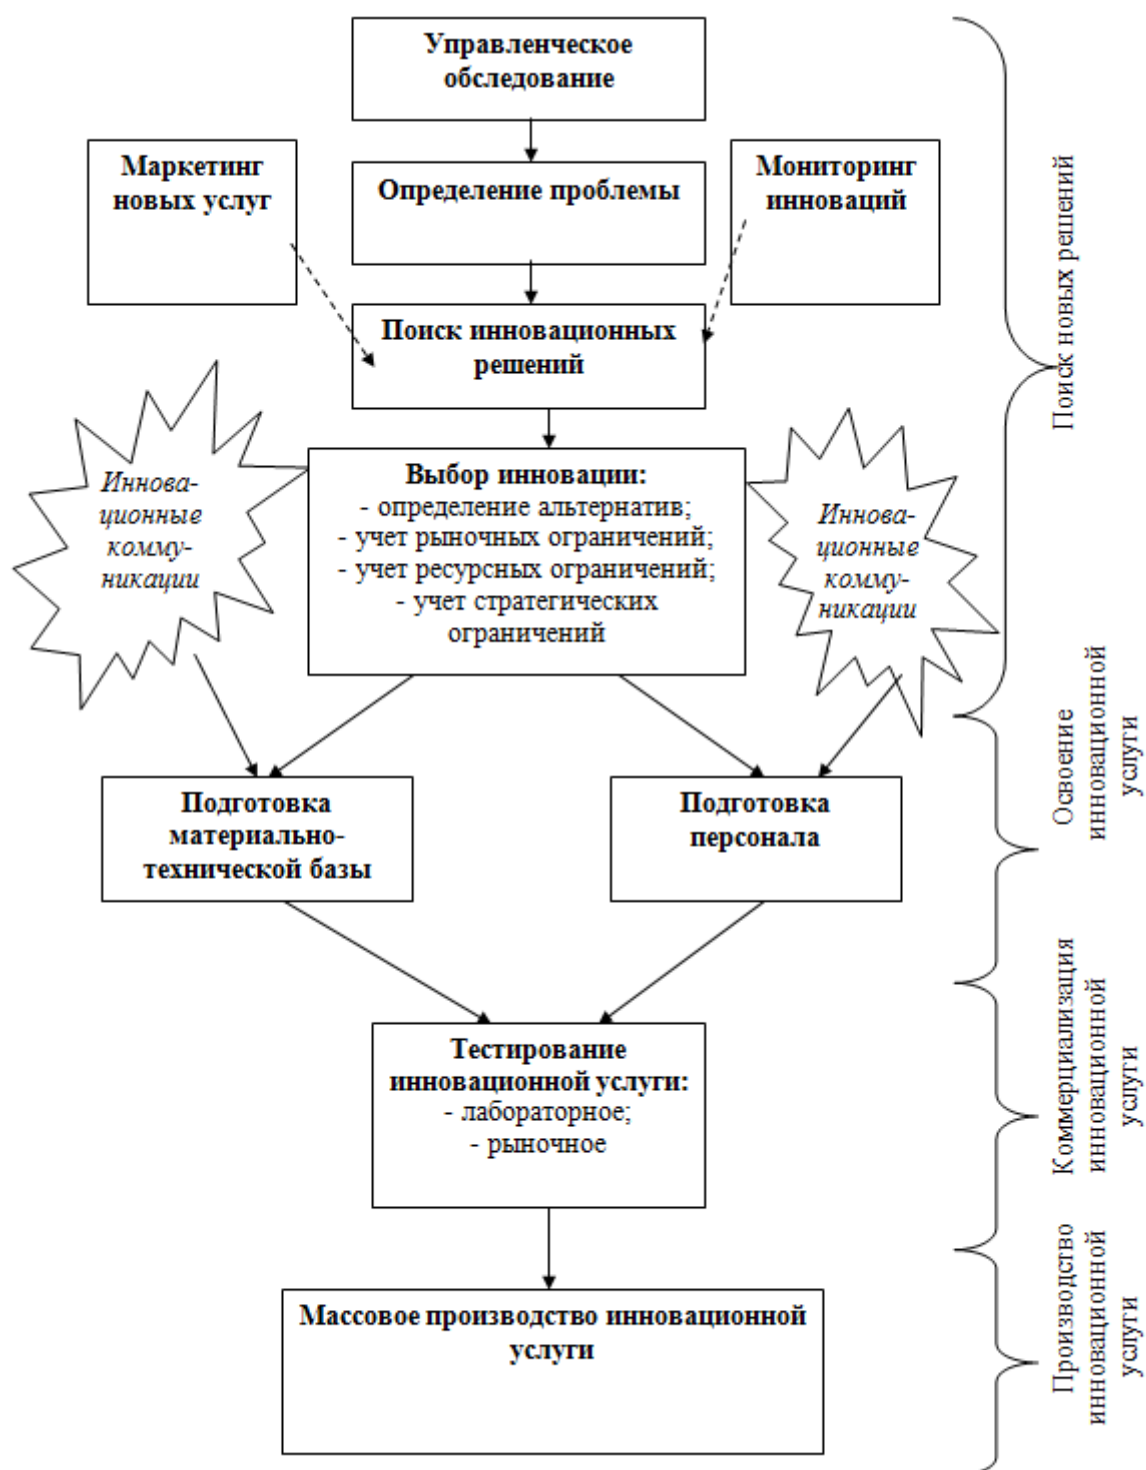 Управленческое
обследование
Маркетинг
новых услуг
Определение проблемы
Мониторинг
инноваций
Поиск инновационных
решений
Поиск новых решений
Иннова-
ционные
комму-
никации
Выбор инновации:
- определение альтернатив;
- учет рыночных ограничений;
- учет ресурсных ограничений;
- учет стратегических
ограничений
Иннова-
ционные
комму-
никации
Освоение
инновационной
услуги
Подготовка
материально-
технической базы
Подготовка
персонала
Тестирование
инновационной услуги:
- лабораторное;
- рыночное
Коммерциализация
инновационной
услуги
Массовое производство инновационной
услуги
Производство
инновационной
услуги